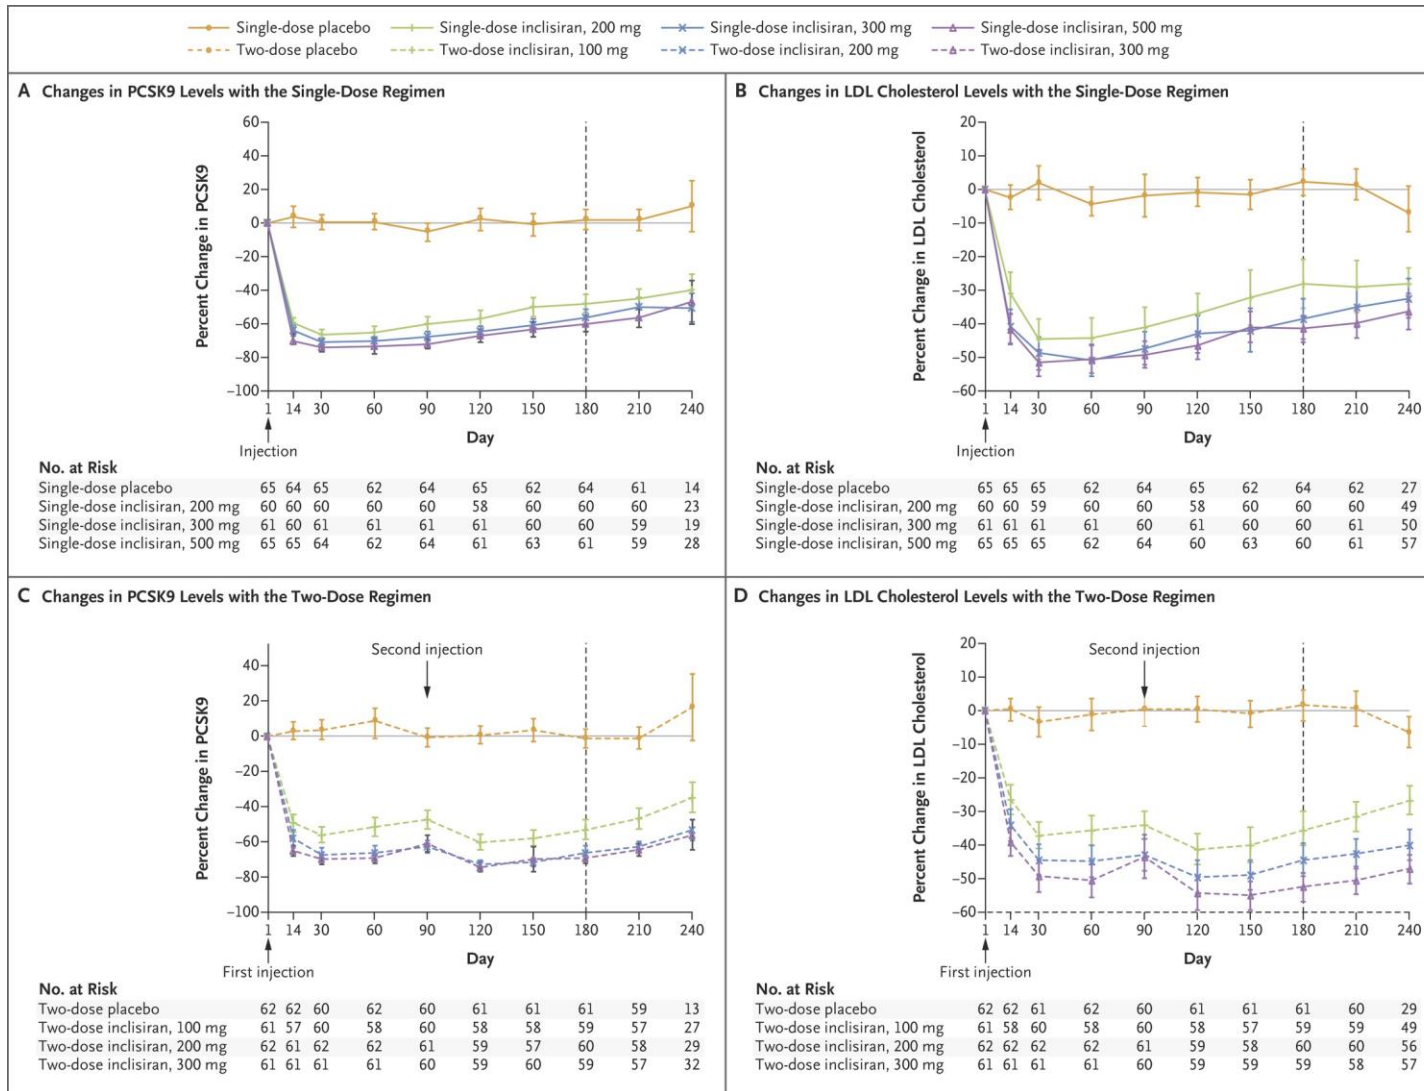 Single-dose placebo Single-dose inclisiran, 200 mg Single-dose inclisiran, 300 mg Single-dose inclisiran, 500 mg
Two-dose placebo Two-dose inclisiran, 100 mg Two-dose inclisiran, 200 mg Two-dose inclisiran, 300 mg
A Changes in PCSK9 Levels with the Single-Dose Regimen
Percent Change in PCSK9
60
40
20
0
−20
−40
−60
−80
−100
1 14 30 60 90 120 150 180 210 240
Day
Injection
No. at Risk
Single-dose placebo 65 64 65 62 64 65 62 64 61 14
Single-dose inclisiran, 200 mg 60 60 60 60 60 58 60 60 60 23
Single-dose inclisiran, 300 mg 61 60 61 61 61 61 60 60 59 19
Single-dose inclisiran, 500 mg 65 65 64 62 64 61 63 61 59 28
B Changes in LDL Cholesterol Levels with the Single-Dose Regimen
Percent Change in LDL Cholesterol
20
10
0
−10
−20
−30
−40
−50
−60
1 14 30 60 90 120 150 180 210 240
Day
Injection
No. at Risk
Single-dose placebo 65 65 65 62 64 65 62 64 62 27
Single-dose inclisiran, 200 mg 60 60 59 60 60 58 60 60 60 49
Single-dose inclisiran, 300 mg 61 61 61 61 60 61 60 60 61 50
Single-dose inclisiran, 500 mg 65 65 65 62 64 60 63 60 61 57
C Changes in PCSK9 Levels with the Two-Dose Regimen
Percent Change in PCSK9
40
20
0
−20
−40
−60
−80
−100
Second injection
1 14 30 60 90 120 150 180 210 240
Day
First injection
No. at Risk
Two-dose placebo 62 62 60 62 60 61 61 61 59 13
Two-dose inclisiran, 100 mg 61 57 60 58 60 58 58 59 57 27
Two-dose inclisiran, 200 mg 62 61 62 62 61 59 57 60 58 29
Two-dose inclisiran, 300 mg 61 61 61 61 60 59 60 59 57 32
D Changes in LDL Cholesterol Levels with the Two-Dose Regimen
Percent Change in LDL Cholesterol
20
10
0
−10
−20
−30
−40
−50
−60
Second injection
1 14 30 60 90 120 150 180 210 240
Day
First injection
No. at Risk
Two-dose placebo 62 62 61 62 60 61 61 61 60 29
Two-dose inclisiran, 100 mg 61 58 60 58 60 58 57 59 59 49
Two-dose inclisiran, 200 mg 62 62 62 62 61 59 58 60 60 56
Two-dose inclisiran, 300 mg 61 61 61 61 60 59 59 59 58 57